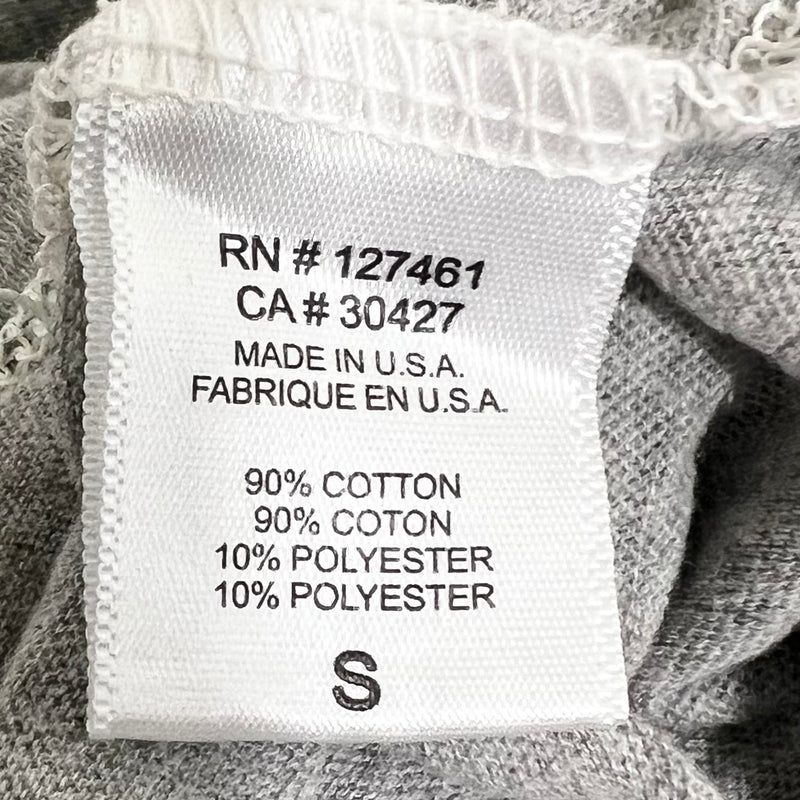 RN # 127461
CA # 30427
MADE IN U.S.A.
FABRIQUE EN U.S.A.
90% COTTON
90% COTON
10% POLYESTER
10% POLYESTER
S